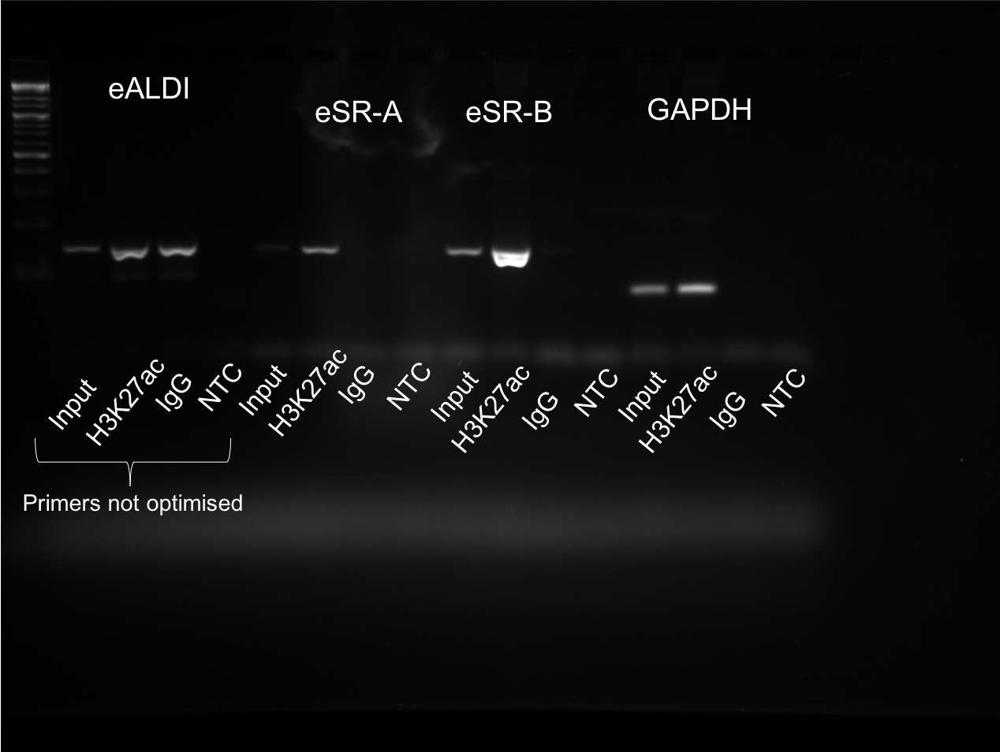 eALDI
eSR-A
eSR-B
GAPDH
Input
H3K27ac
IgG
NTC
Input
H3K27ac
IgG
NTC
Input
H3K27ac
IgG
NTC
Input
H3K27ac
IgG
NTC
Primers not optimised